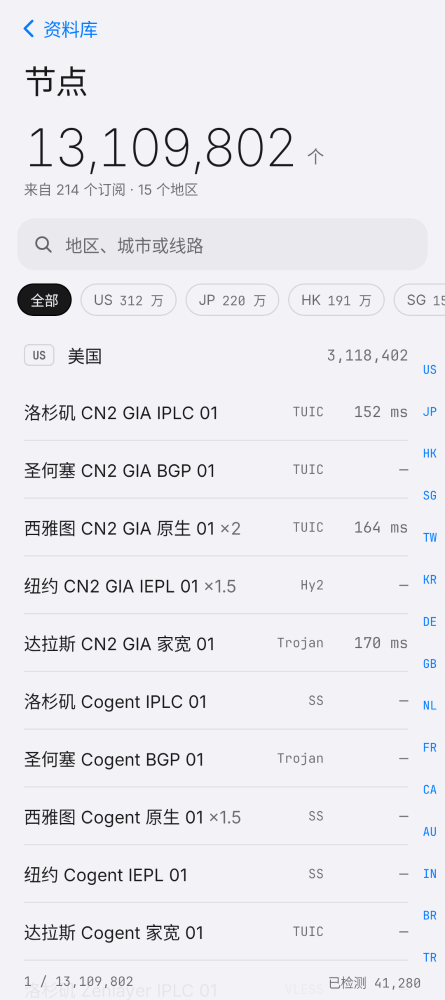 资料库
节点
13,109,802 个
来自 214 个订阅 · 15 个地区
地区、城市或线路
全部 US 312 万 JP 220 万 HK 191 万 SG 15
US 美国 3,118,402
US
洛杉矶 CN2 GIA IPLC 01 TUIC 152 ms
JP
HK
圣何塞 CN2 GIA BGP 01 TUIC –
SG
西雅图 CN2 GIA 原生 01 ×2 TUIC 164 ms
TW
纽约 CN2 GIA IEPL 01 ×1.5 Hy2 –
KR
DE
达拉斯 CN2 GIA 家宽 01 Trojan 170 ms
GB
洛杉矶 Cogent IPLC 01 SS –
NL
FR
圣何塞 Cogent BGP 01 Trojan –
CA
西雅图 Cogent 原生 01 ×1.5 SS –
AU
纽约 Cogent IEPL 01 SS –
IN
BR
达拉斯 Cogent 家宽 01 TUIC –
TR
1 / 13,109,802 已检测 41,280
洛杉矶 Zenlayer IPLC 01 VLESS